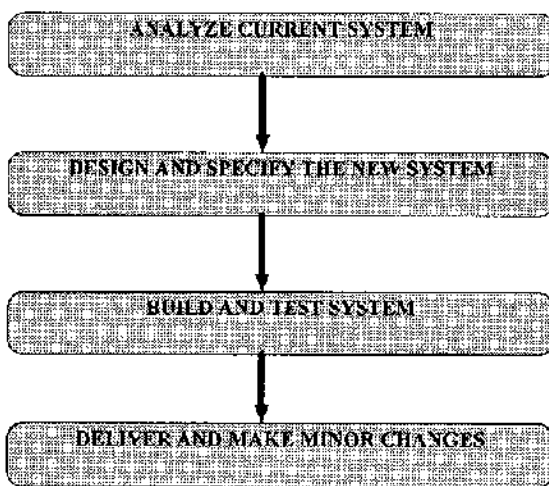 ANALYZE CURRENT SYSTEM
DESIGN AND SPECIFY THE NEW SYSTEM
BUILD AND TEST SYSTEM
DELIVER AND MAKE MINOR CHANGES